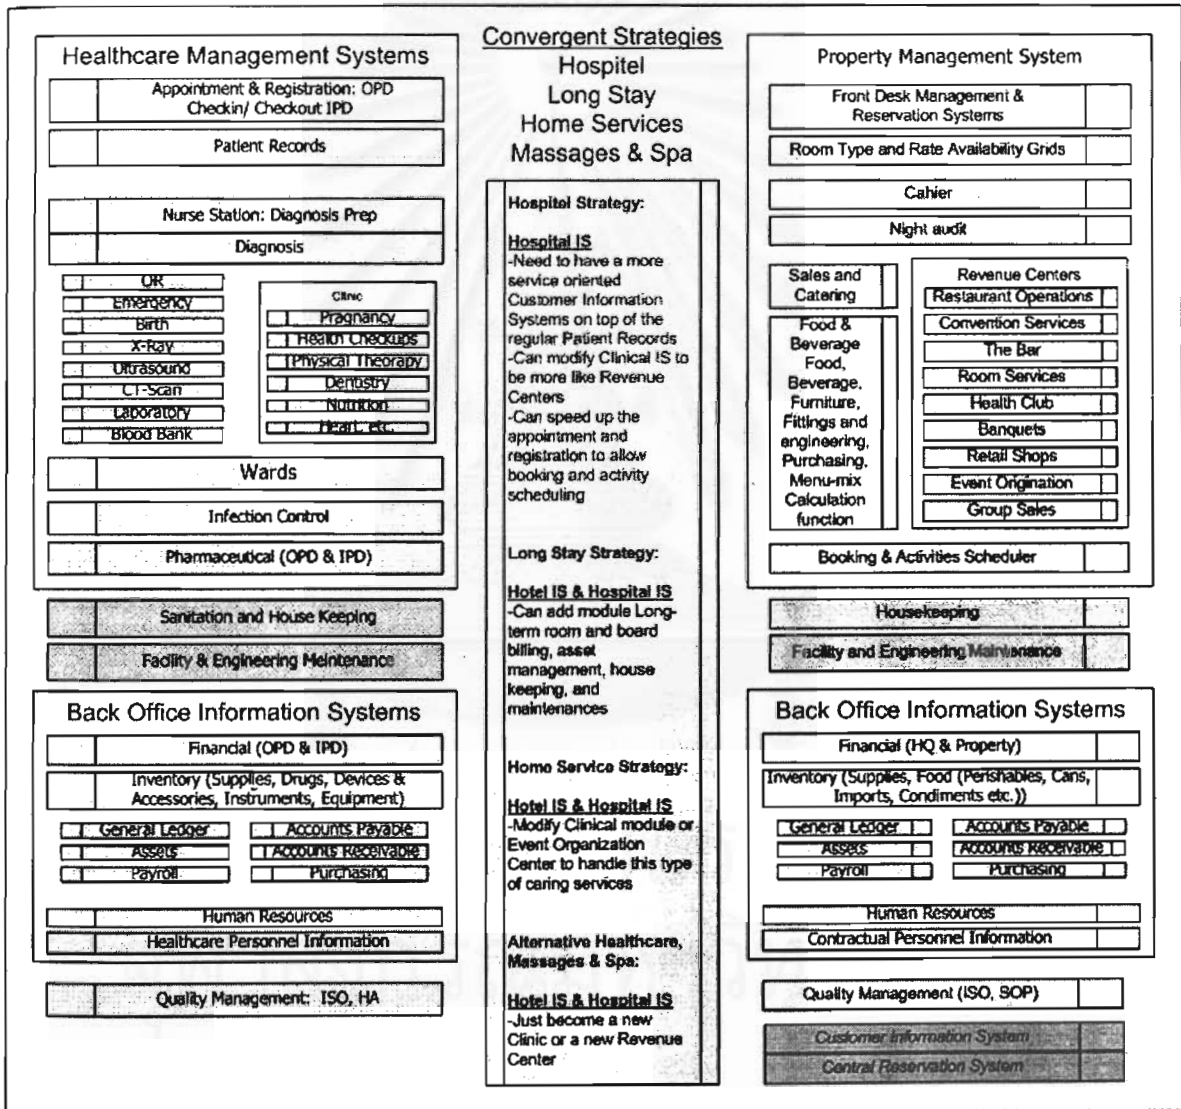 Healthcare Management Systems
Appointment & Registration: OPD
Checkin/ Checkout IPD
Patient Records
Nurse Station: Diagnosis Prep
Diagnosis
OR
Emergency
Birth
X-Ray
Ultrasound
CT-Scan
Laboratory
Blood Bank
Clinic
Pragnancy
Health Checkups
Physical Theorapy
Dentistry
Nutrition
Heart, etc.
Wards
Infection Control
Pharmaceutical (OPD & IPD)
Sanitation and House Keeping
Facility & Engineering Meintenance
Back Office Information Systems
Financial (OPD & IPD)
Inventory (Supplies, Drugs, Devices &
Accessories, Instruments, Equipment)
General Ledger
Accounts Payable
Assets
Accounts Receivable
Payroll
Purchasing
Human Resources
Healthcare Personnel Information
Quality Management: ISO, HA
Convergent Strategies
Hospitel
Long Stay
Home Services
Massages & Spa
Hospitel Strategy:
Hospital IS
-Need to have a more
service oriented
Customer Information
Systems on top of the
regular Patient Records
-Can modify Clinical IS to
be more like Revenue
Centers
-Can speed up the
appointment and
registration to allow
booking and activity
scheduling
Long Stay Strategy:
Hotel IS & Hospital IS
-Can add module Long-
term room and board
billing, asset
management, house
keeping, and
maintenances
Home Service Strategy:
Hotel IS & Hospital IS
-Modify Clinical module or
Event Organization
Center to handle this type
of caring services
Alternative Healthcare,
Massages & Spa:
Hotel IS & Hospital IS
-Just become a new
Clinic or a new Revenue
Center
Property Management System
Front Desk Management &
Reservation Systems
Room Type and Rate Availability Grids
Cahier
Night audit
Sales and
Catering
Food &
Beverage
Food,
Beverage,
Furniture,
Fittings and
engineering,
Purchasing,
Menu-mix
Calculation
function
Revenue Centers
Restaurant Operations
Convention Services
The Bar
Room Services
Health Club
Banquets
Retail Shops
Event Origination
Group Sales
Booking & Activities Scheduler
Housekeeping
Facility and Engineering Maintenance
Back Office Information Systems
Financial (HQ & Property)
Inventory (Supplies, Food (Perishables, Cans,
Imports, Condiments etc.))
General Ledger
Accounts Payable
Assets
Accounts Receivable
Payroll
Purchasing
Human Resources
Contractual Personnel Information
Quality Management (ISO, SOP)
Customer Information System
Central Reservation System